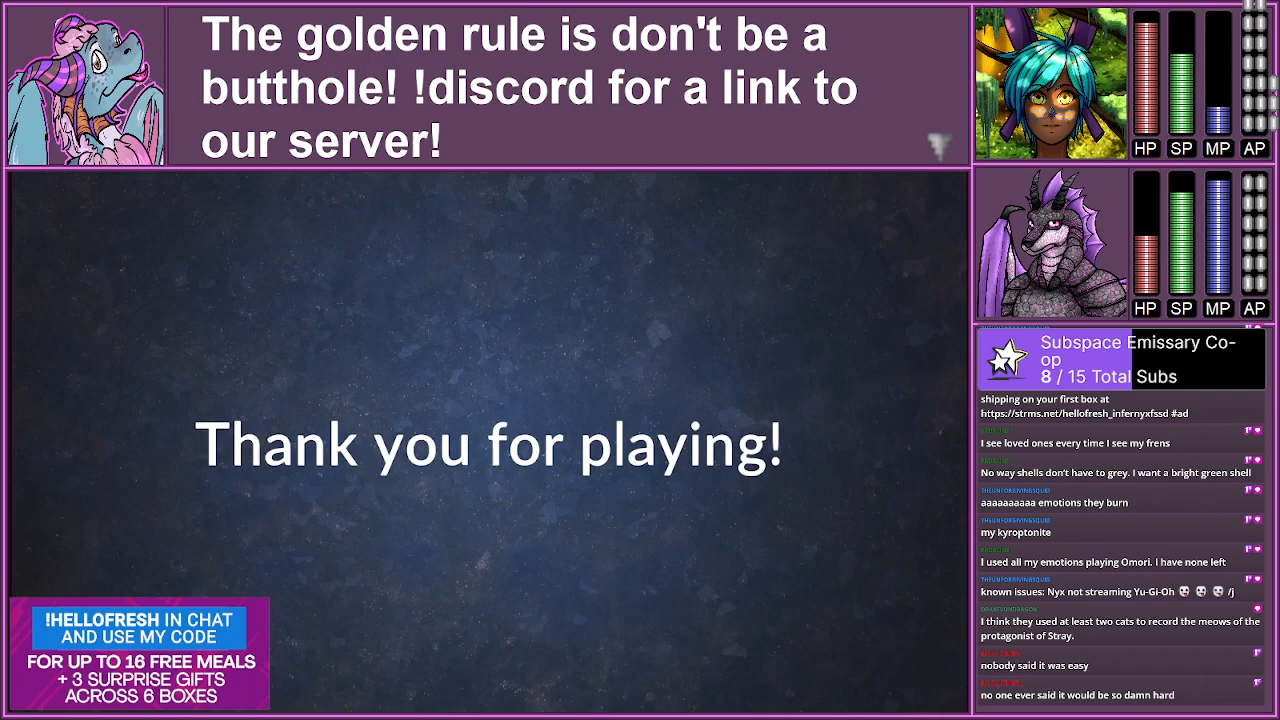 The golden rule is don't be a
butthole! !discord for a link to
our server!
HP SP MP AP
HP SP MP AP
Thank you for playing!
!HELLOFRESH IN CHAT
AND USE MY CODE
FOR UP TO 16 FREE MEALS
+ 3 SURPRISE GIFTS
ACROSS 6 BOXES
Subspace Emissary Co-
op
8 / 15 Total Subs
shipping on your first box at
https://strms.net/hellofresh_infernyxfssd #ad
I see loved ones every time I see my frens
No way shells don't have to grey. I want a bright green shell
THEUNFORGIVINGSQUID
aaaaaaaaaa emotions they burn
THEUNFORGIVINGSQUID
my kyroptonite
I used all my emotions playing Omori. I have none left
THEUNFORGIVINGSQUID
known issues: Nyx not streaming Yu-Gi-Oh /j
DRAKEVONDRAGON
I think they used at least two cats to record the meows of the
protagonist of Stray.
nobody said it was easy
no one ever said it would be so damn hard